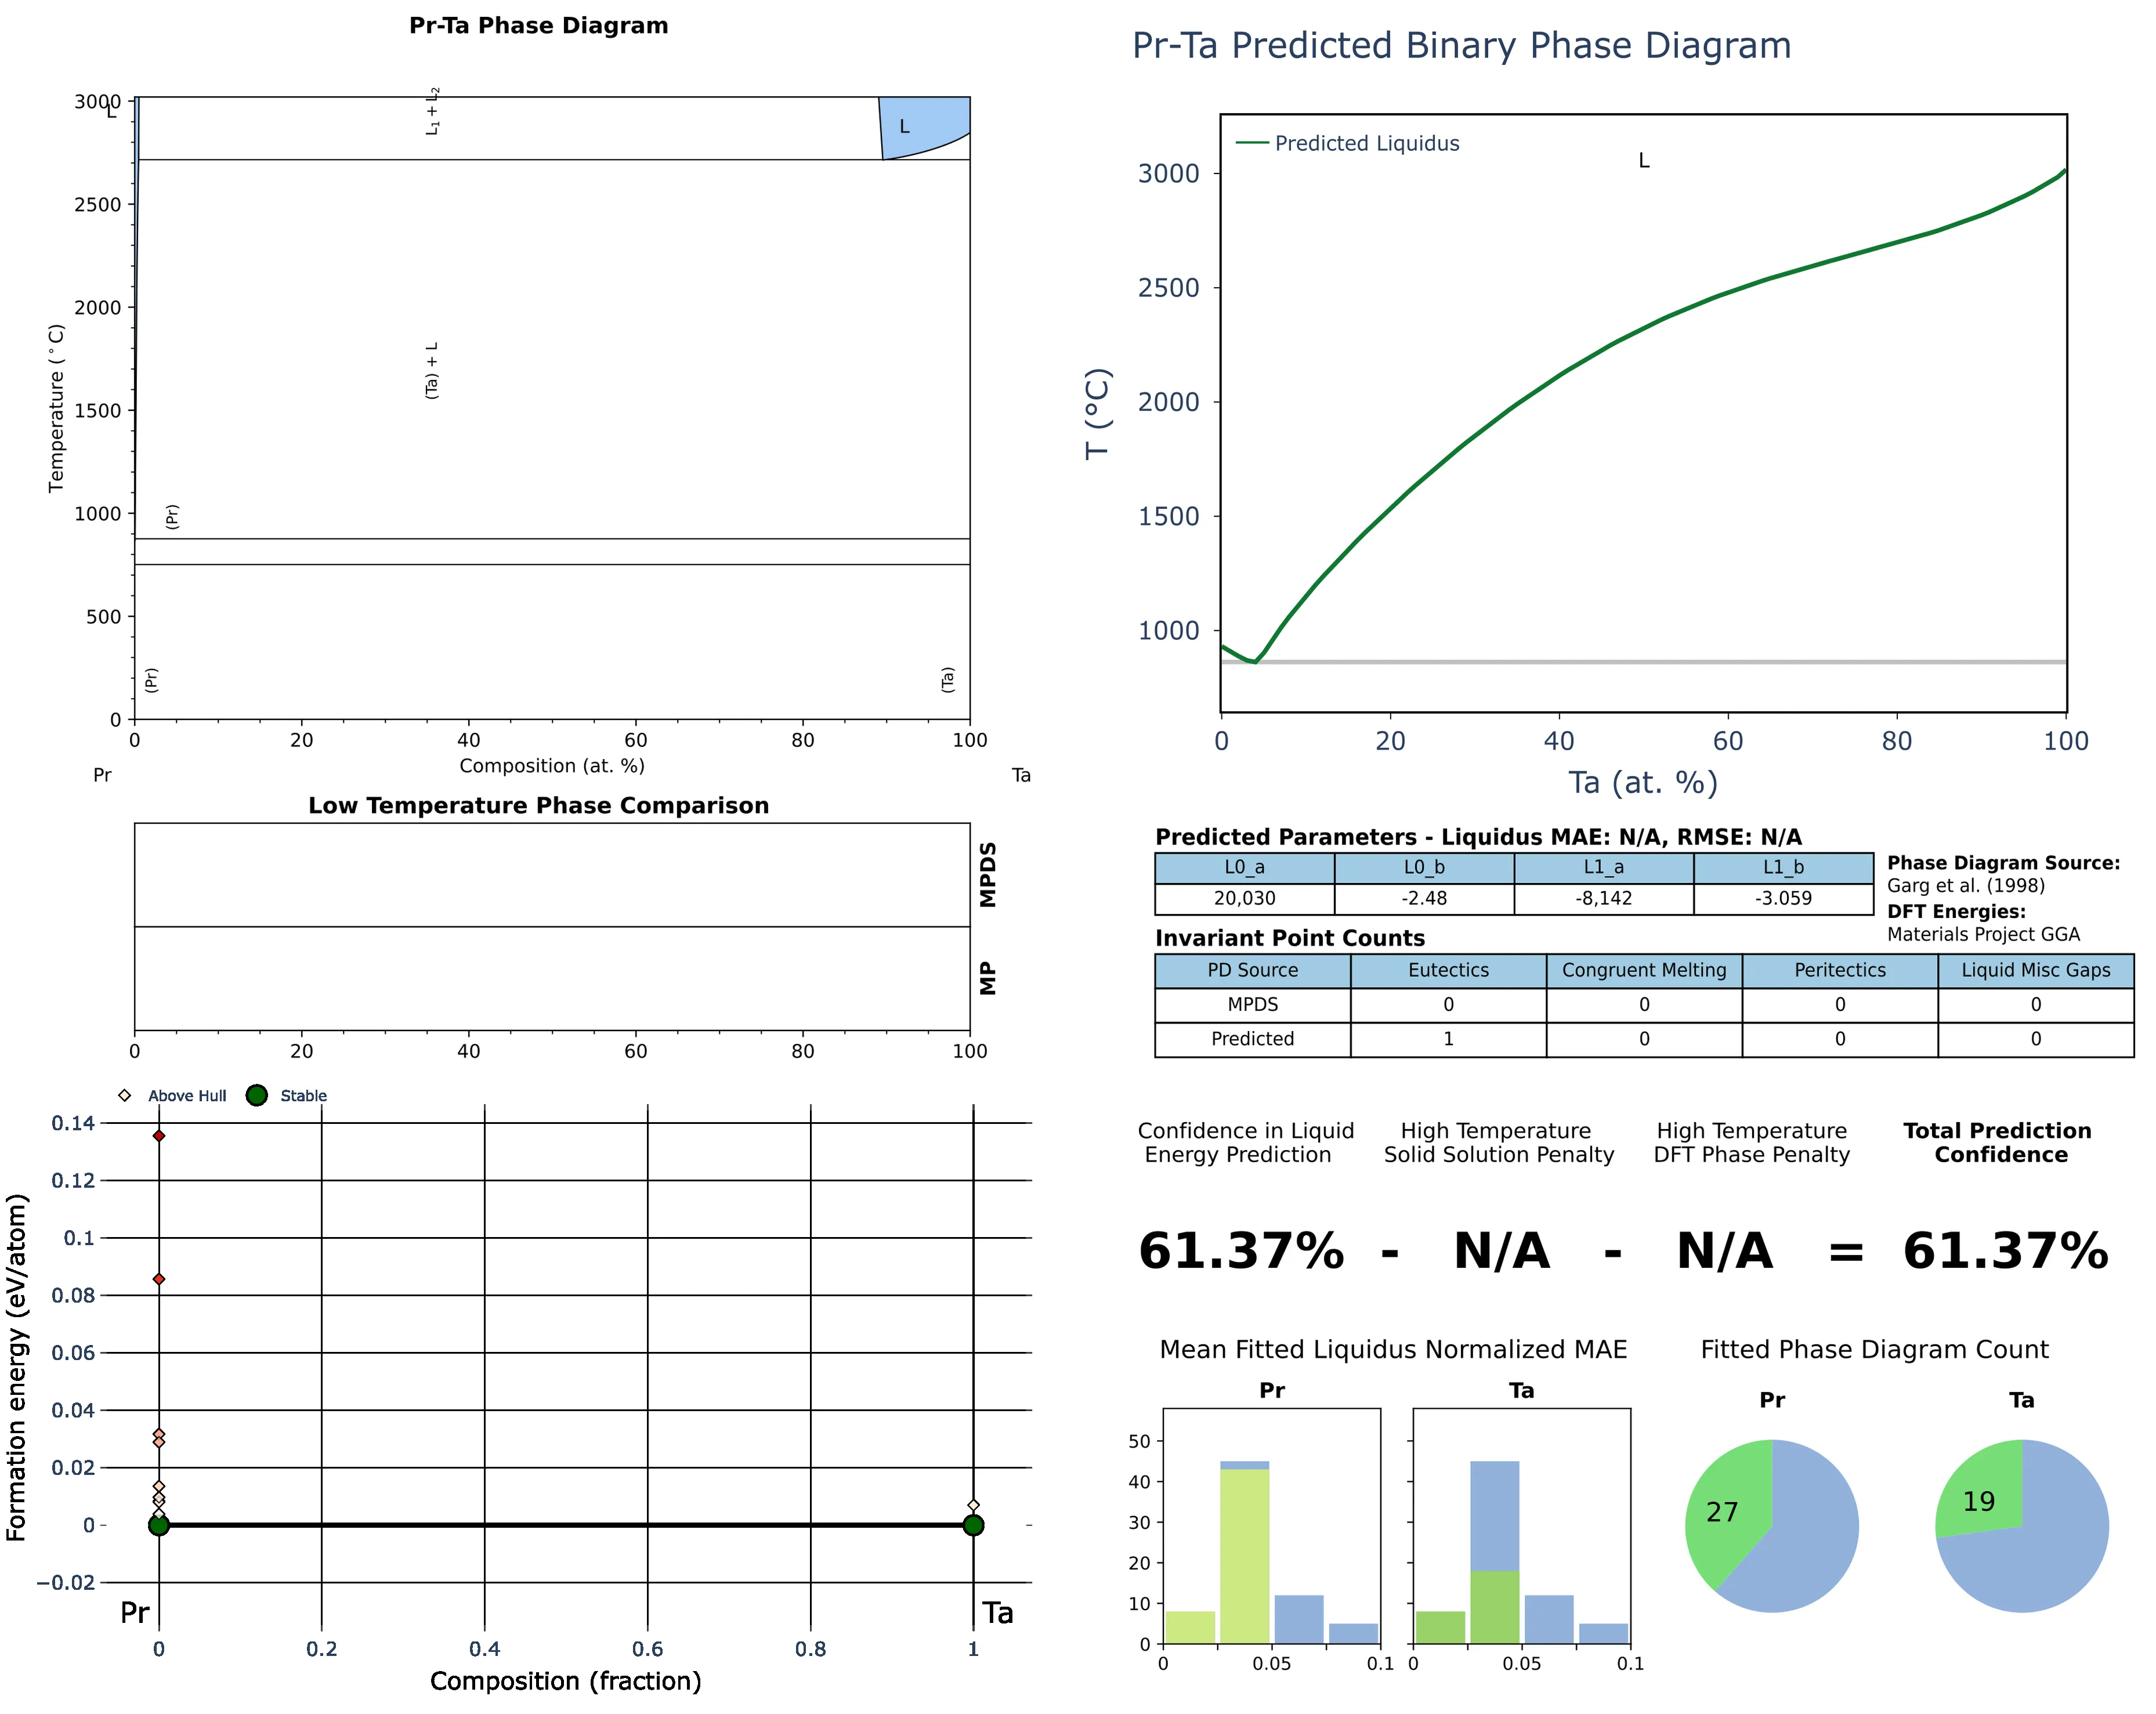 Pr-Ta Phase Diagram
3000
2500
2000
1500
1000
500
0
Temperature (°C)
L
L1 + L2
L
(Ta) + L
(Pr)
(Pr)
(Ta)
0 20 40 60 80 100
Composition (at. %)
Pr Ta
Low Temperature Phase Comparison
MPDS
MP
0 20 40 60 80 100
Above Hull Stable
0.14
0.12
0.1
0.08
0.06
0.04
0.02
0
−0.02
Formation energy (eV/atom)
Pr Ta
0 0.2 0.4 0.6 0.8 1
Composition (fraction)
Pr-Ta Predicted Binary Phase Diagram
Predicted Liquidus
L
3000
2500
2000
1500
1000
T (°C)
0 20 40 60 80 100
Ta (at. %)
Predicted Parameters - Liquidus MAE: N/A, RMSE: N/A
L0_a L0_b L1_a L1_b
20,030 -2.48 -8,142 -3.059
Phase Diagram Source:
Garg et al. (1998)
DFT Energies:
Materials Project GGA
Invariant Point Counts
PD Source Eutectics Congruent Melting Peritectics Liquid Misc Gaps
MPDS 0 0 0 0
Predicted 1 0 0 0
Confidence in Liquid
Energy Prediction
High Temperature
Solid Solution Penalty
High Temperature
DFT Phase Penalty
Total Prediction
Confidence
61.37% - N/A - N/A = 61.37%
Mean Fitted Liquidus Normalized MAE
Pr Ta
50
40
30
20
10
0
0 0.05 0.1 0 0.05 0.1
Fitted Phase Diagram Count
Pr Ta
27 19